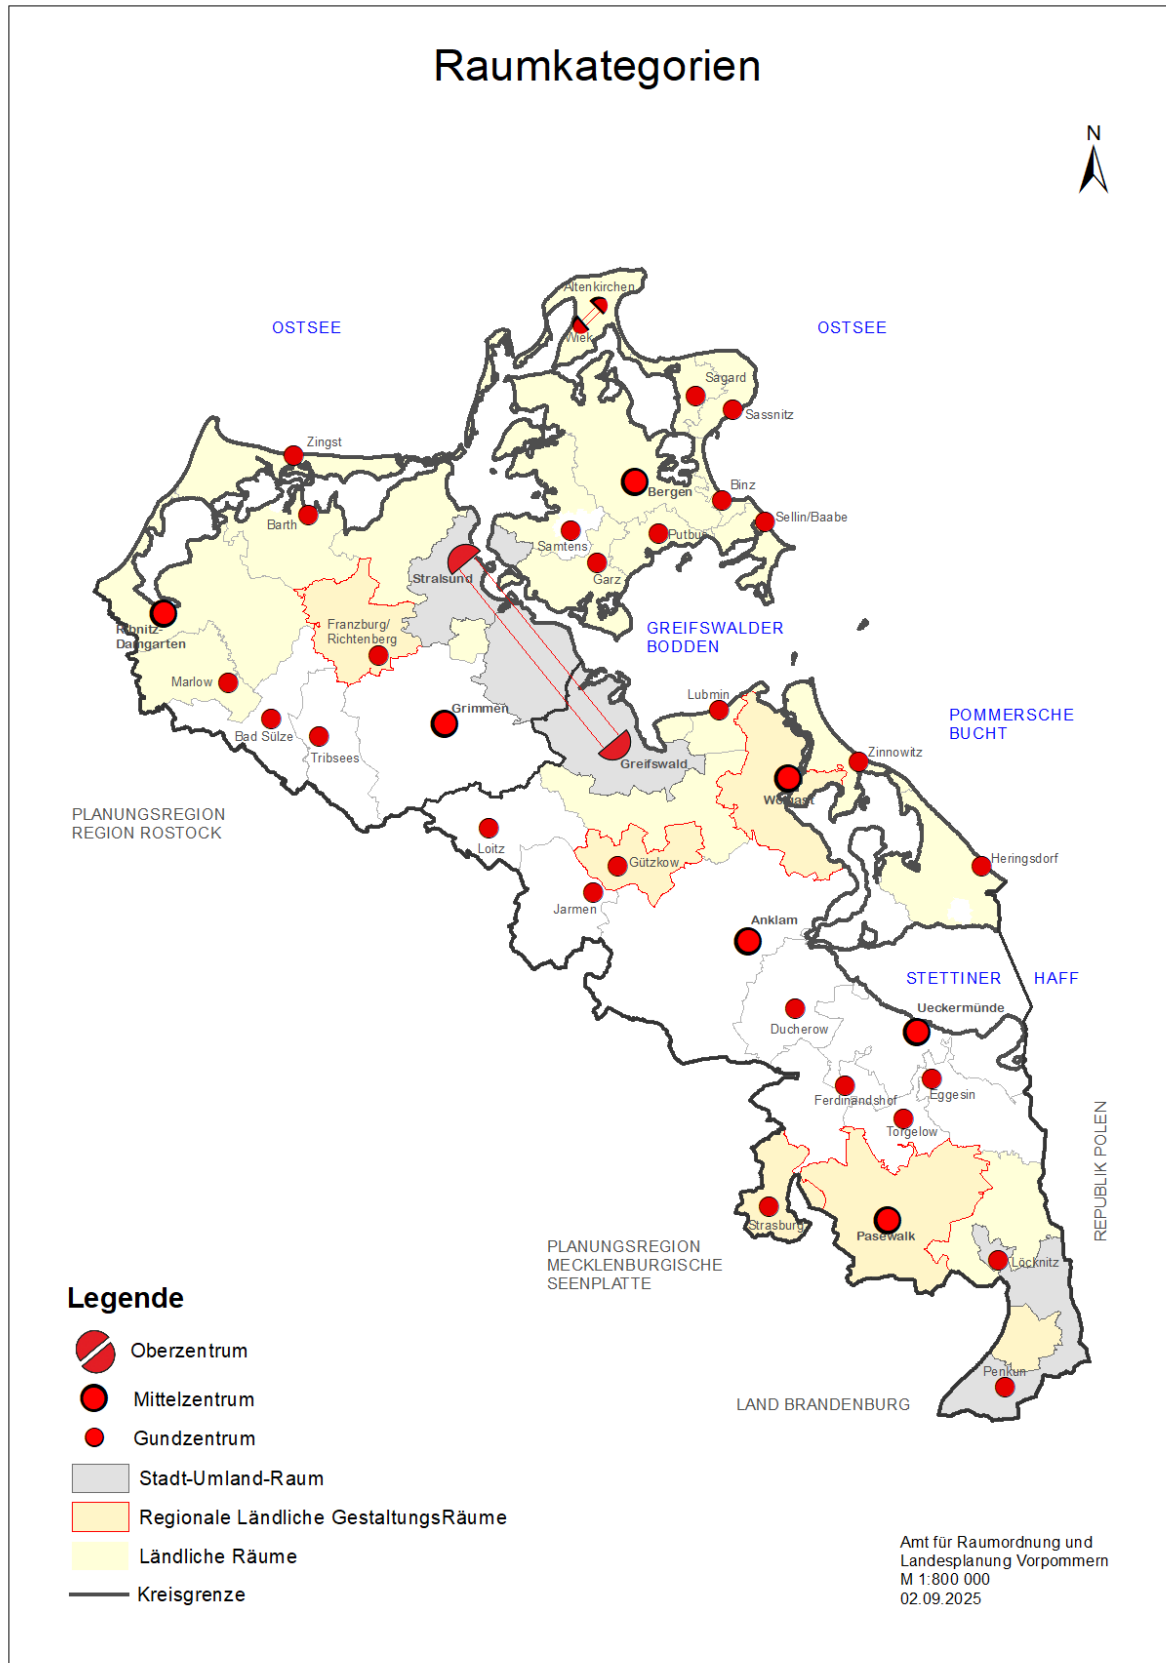 Raumkategorien
N
Altenkirchen
OSTSEE
OSTSEE
Wiek
Sagard
Sassnitz
Zingst
Bergen
Binz
Barth
Sellin/Baabe
Samtens
Putbus
Stralsund
Garz
Franzburg/
Richtenberg
Ribnitz-
Damgarten
GREIFSWALDER
BODDEN
Marlow
Lubmin
Grimmen
POMMERSCHE
BUCHT
Bad Sülze
Tribsees
Greifswald
Zinnowitz
Wolgast
PLANUNGSREGION
REGION ROSTOCK
Loitz
Gützkow
Heringsdorf
Jarmen
Anklam
STETTINER
HAFF
Ueckermünde
Ducherow
Ferdinandshof
Eggesin
Torgelow
REPUBLIK POLEN
Strasburg
Pasewalk
PLANUNGSREGION
MECKLENBURGISCHE
SEENPLATTE
Löcknitz
Penkun
LAND BRANDENBURG
Legende
Oberzentrum
Mittelzentrum
Gundzentrum
Stadt-Umland-Raum
Regionale Ländliche GestaltungsRäume
Ländliche Räume
Kreisgrenze
Amt für Raumordnung und
Landesplanung Vorpommern
M 1:800 000
02.09.2025